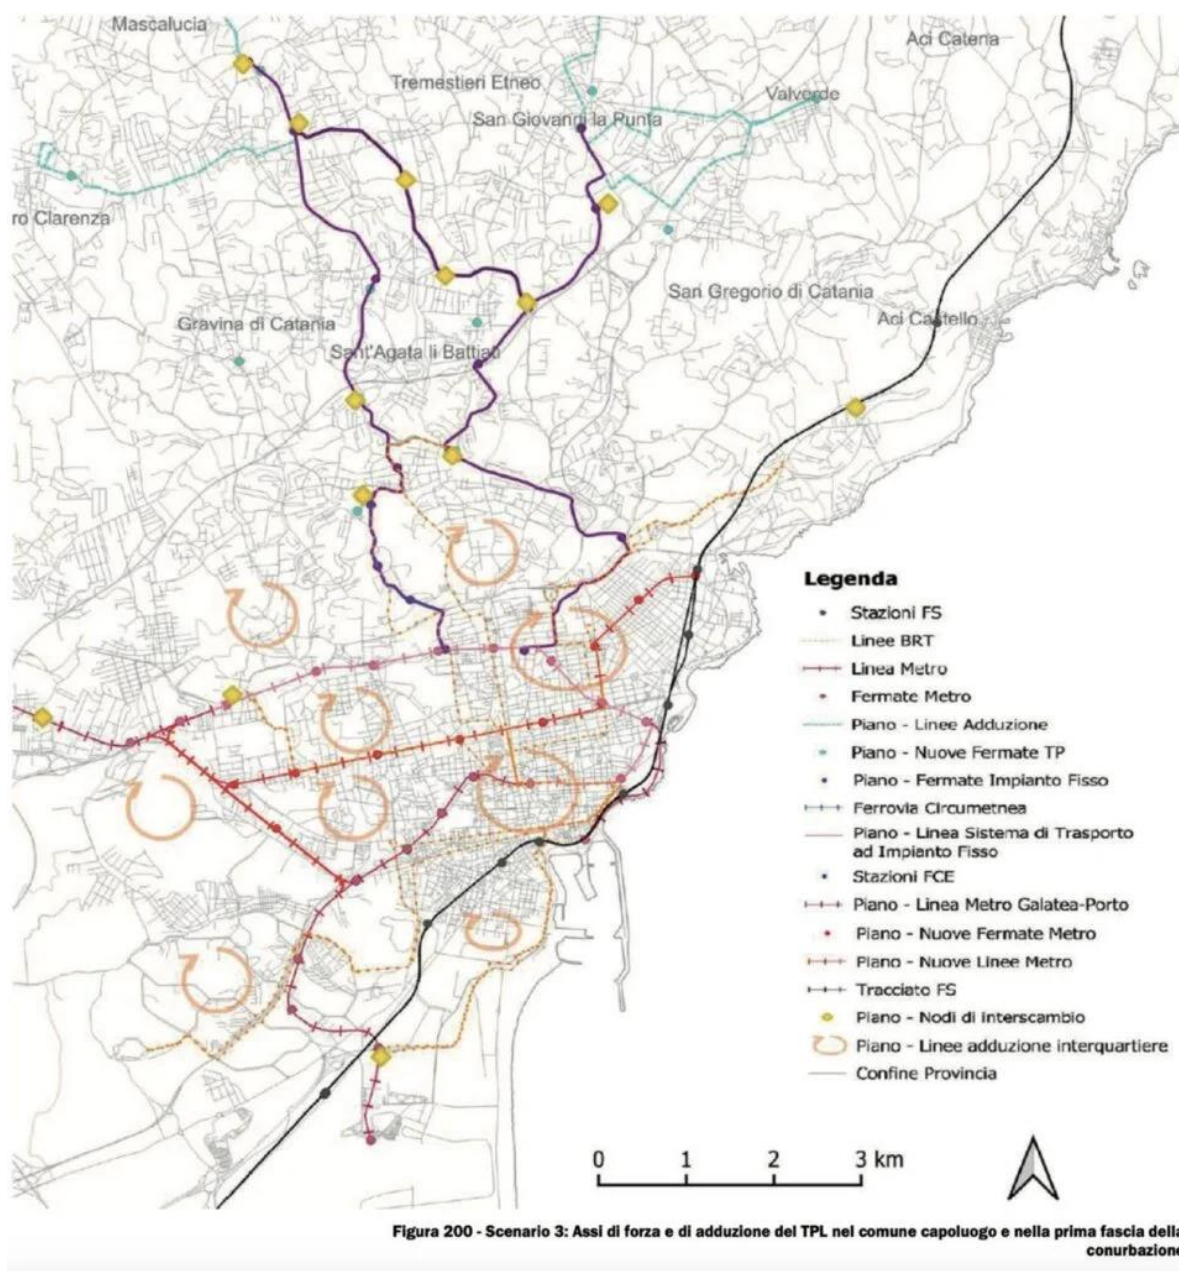 Mascalucia
Aci Catena
Tremestieri Etneo
Valverde
San Giovanni la Punta
ro Clarenza
San Gregorio di Catania
Gravina di Catania
Aci Castello
Sant'Agata li Battiati
Legenda
Stazioni FS
Linee BRT
Linea Metro
Fermate Metro
Piano - Linee Adduzione
Piano - Nuove Fermate TP
Piano - Fermate Impianto Fisso
Ferrovia Circumetnea
Piano - Linea Sistema di Trasporto
ad Impianto Fisso
Stazioni FCE
Piano - Linea Metro Galatea-Porto
Piano - Nuove Fermate Metro
Piano - Nuove Linee Metro
Tracciato FS
Piano - Nodi di interscambio
Piano - Linee adduzione interquartiere
Confine Provincia
0 1 2 3 km
Figura 200 - Scenario 3: Assi di forza e di adduzione del TPL nel comune capoluogo e nella prima fascia della
conurbazione